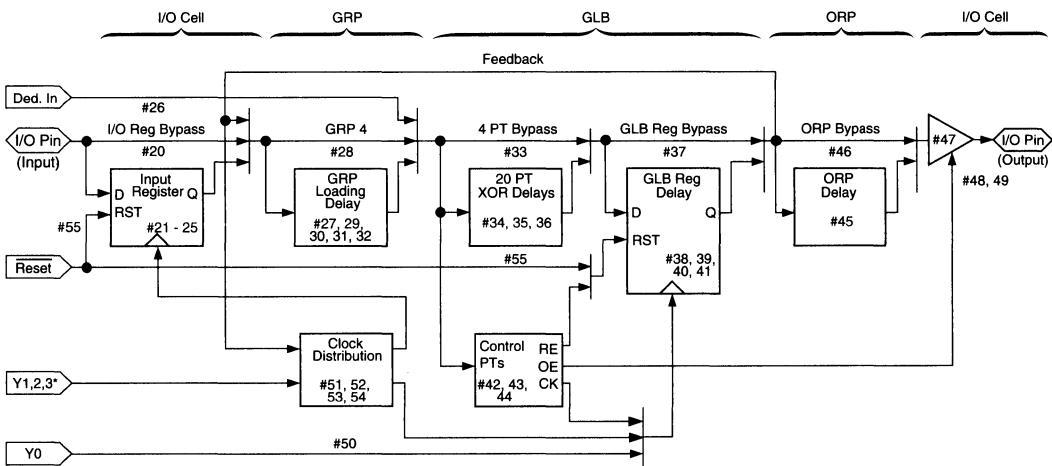 I/O Cell GRP GLB ORP I/O Cell
Feedback
Ded. In
#26
I/O Pin
(Input)
I/O Reg Bypass
#20
GRP 4
#28
4 PT Bypass
#33
GLB Reg Bypass
#37
ORP Bypass
#46
#47
I/O Pin
(Output)
#48, 49
Input
Register
D Q
RST
#21 - 25
#55
GRP
Loading
Delay
#27, 29,
30, 31, 32
20 PT
XOR Delays
#34, 35, 36
GLB Reg
Delay
D Q
RST
#38, 39,
40, 41
ORP
Delay
#45
Reset
#55
Clock
Distribution
#51, 52,
53, 54
Control
PTs
RE
OE
CK
#42, 43,
44
Y1,2,3*
Y0
#50